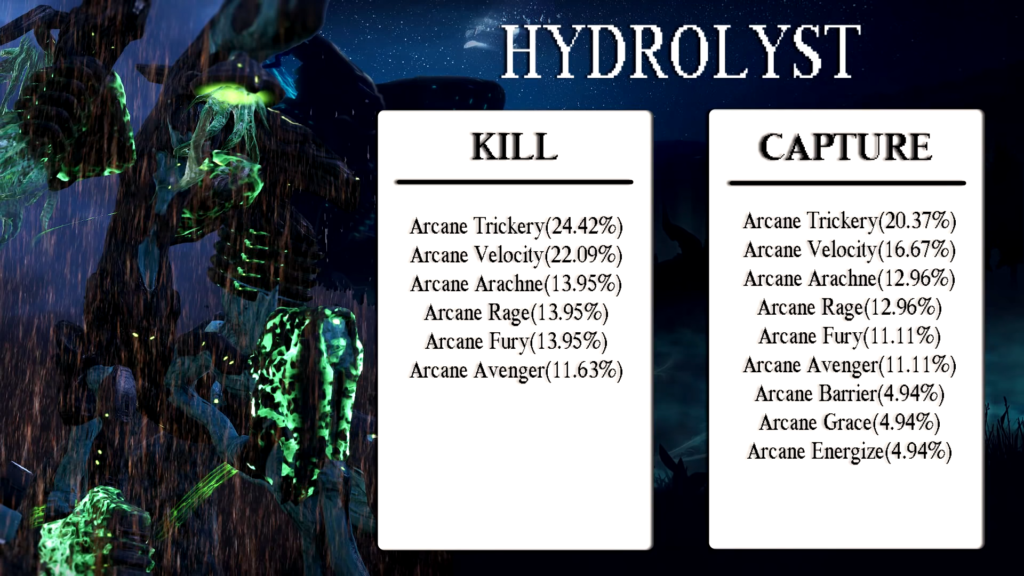 HYDROLYST
KILL
Arcane Trickery(24.42%)
Arcane Velocity(22.09%)
Arcane Arachne(13.95%)
Arcane Rage(13.95%)
Arcane Fury(13.95%)
Arcane Avenger(11.63%)
CAPTURE
Arcane Trickery(20.37%)
Arcane Velocity(16.67%)
Arcane Arachne(12.96%)
Arcane Rage(12.96%)
Arcane Fury(11.11%)
Arcane Avenger(11.11%)
Arcane Barrier(4.94%)
Arcane Grace(4.94%)
Arcane Energize(4.94%)